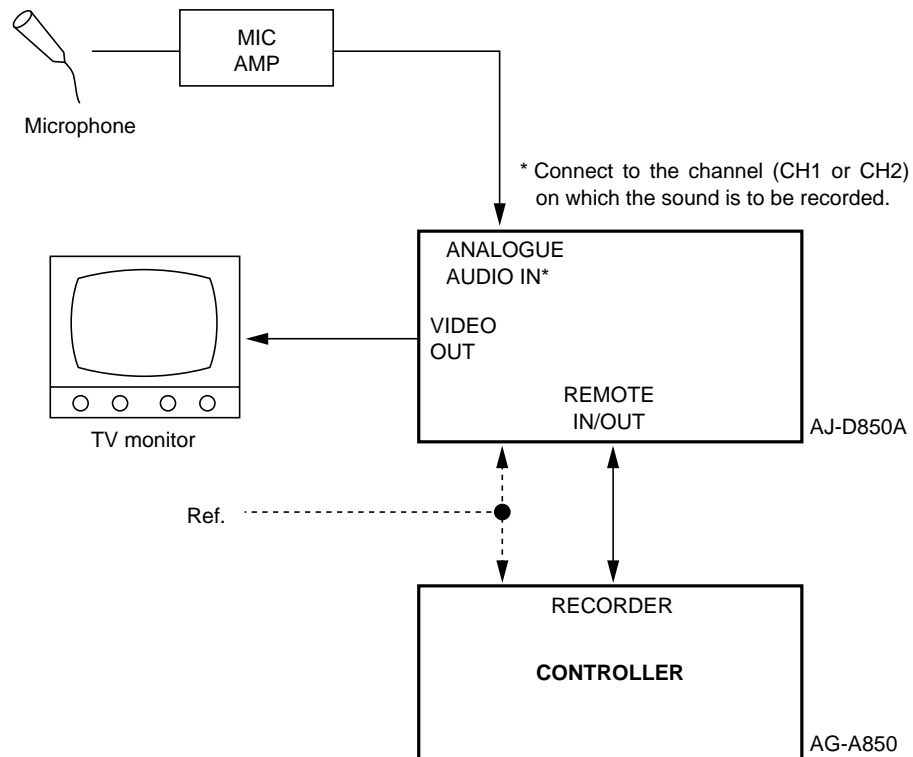 MIC
AMP
Microphone
* Connect to the channel (CH1 or CH2)
on which the sound is to be recorded.
ANALOGUE
AUDIO IN*
VIDEO
OUT
REMOTE
IN/OUT
AJ-D850A
TV monitor
Ref.
RECORDER
CONTROLLER
AG-A850